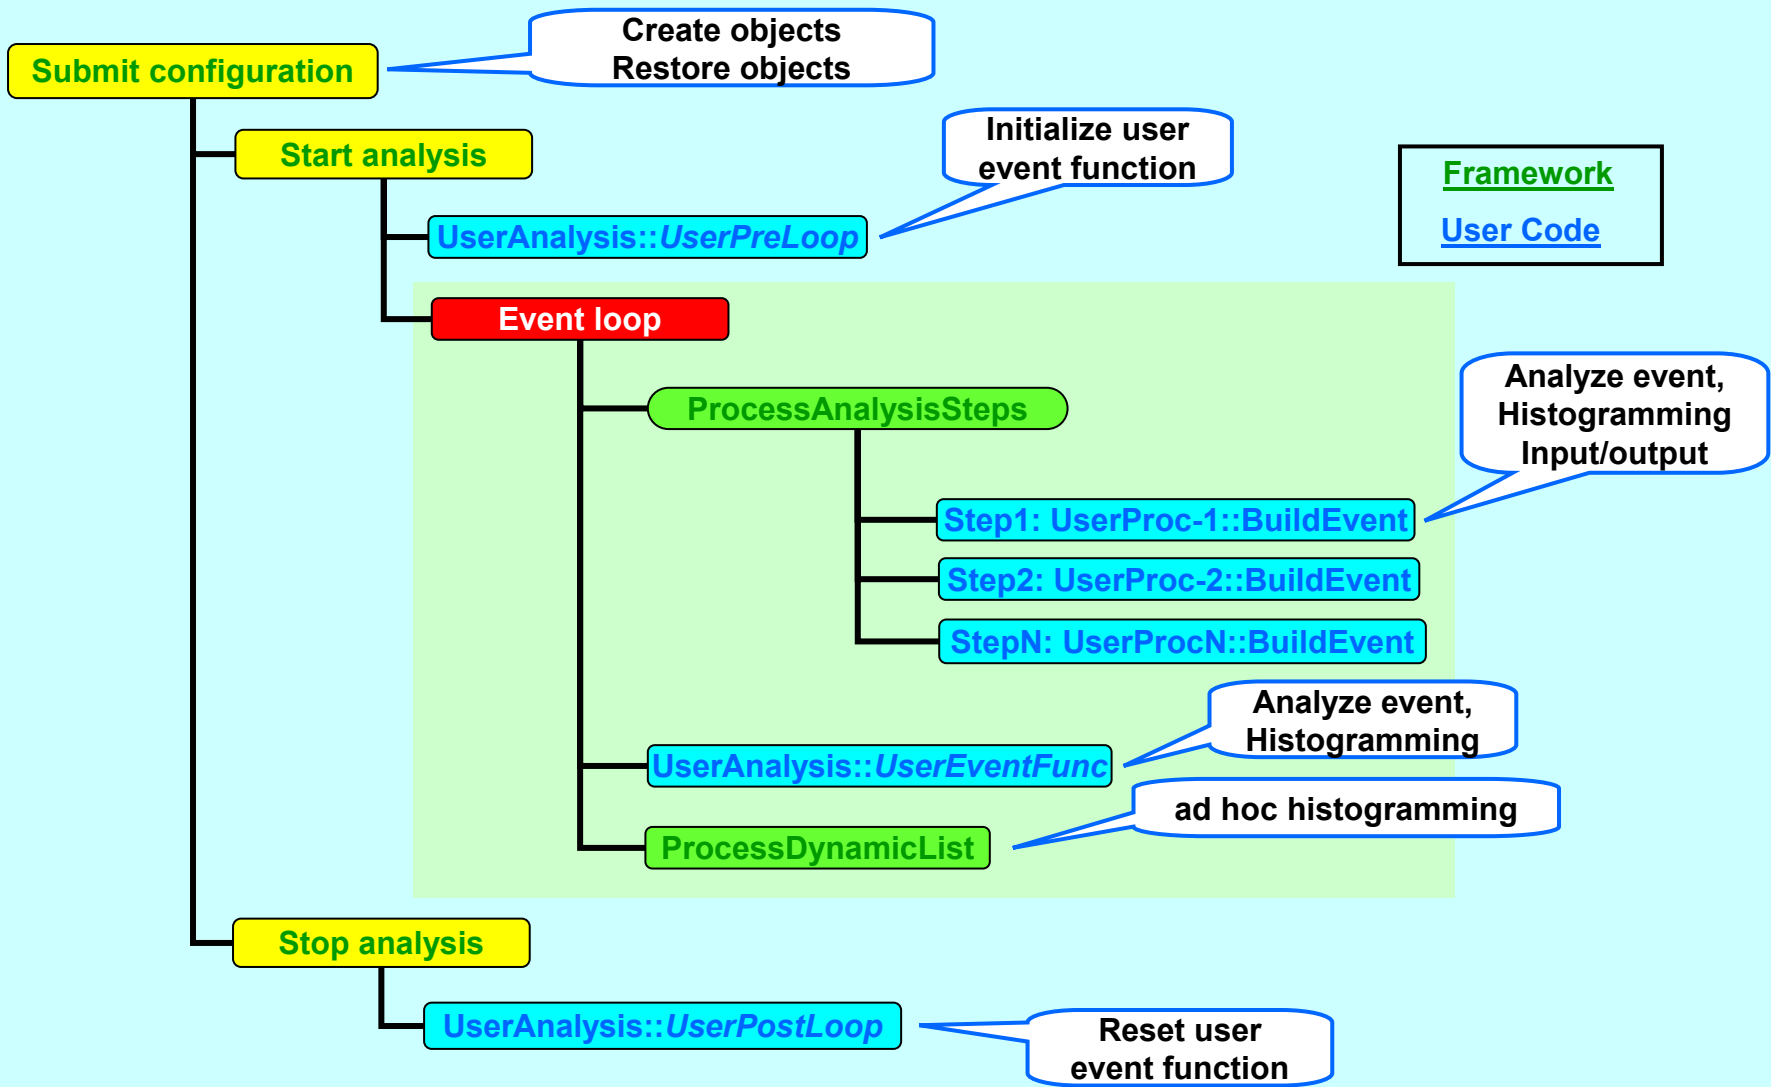 Create objects
Restore objects
Submit configuration
Initialize user
event function
Start analysis
Framework
User Code
UserAnalysis::UserPreLoop
Event loop
Analyze event,
Histogramming
Input/output
ProcessAnalysisSteps
Step1: UserProc-1::BuildEvent
Step2: UserProc-2::BuildEvent
StepN: UserProcN::BuildEvent
Analyze event,
Histogramming
UserAnalysis::UserEventFunc
ad hoc histogramming
ProcessDynamicList
Stop analysis
UserAnalysis::UserPostLoop
Reset user
event function